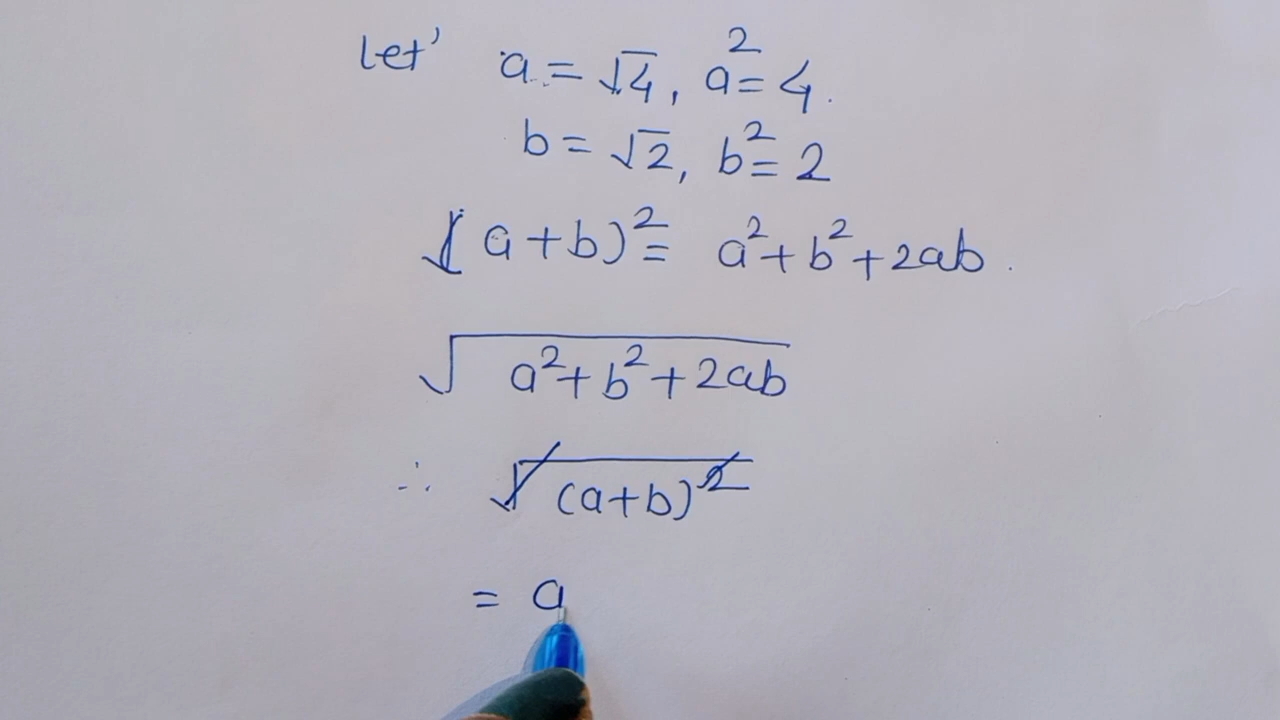 let' a = √4, a² = 4.
b = √2, b² = 2
(a+b)² = a²+b²+2ab.
√(a²+b²+2ab)
∴ √(a+b)²
= a